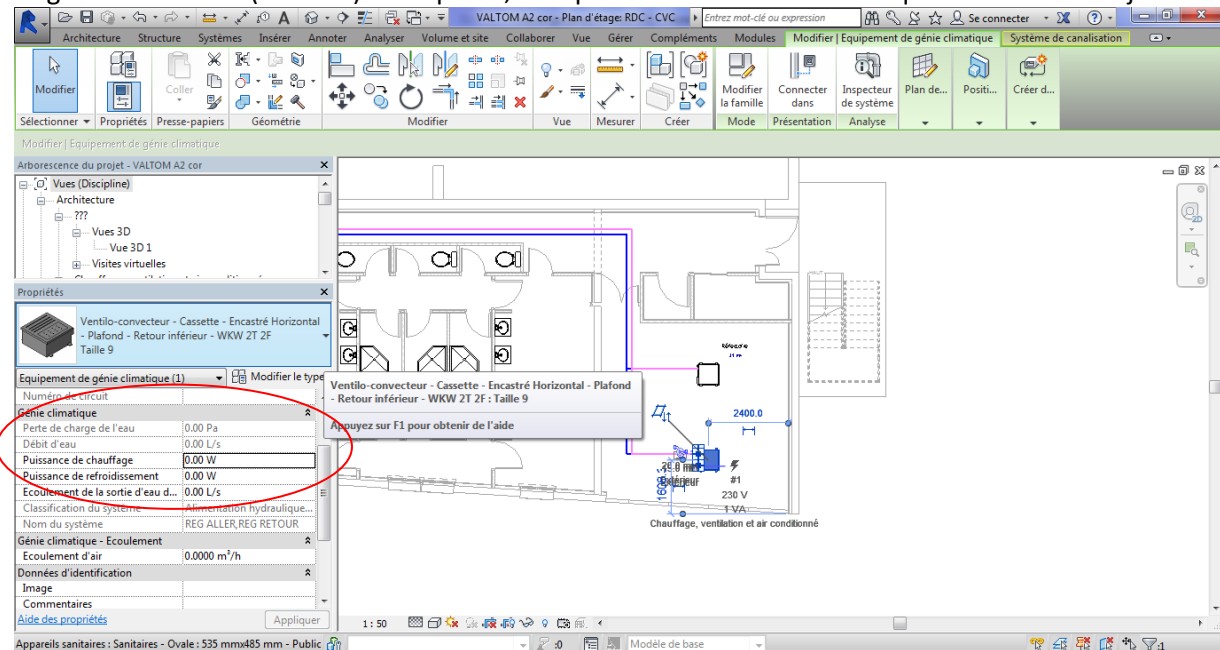 VALTOM A2 cor - Plan d'étage: RDC - CVC
Entrez mot-clé ou expression
Se connecter
Architecture Structure Systèmes Insérer Annoter Analyser Volume et site Collaborer Vue Gérer Compléments Modules Modifier | Equipement de génie climatique Système de canalisation
Modifier
Coller
Modifier la famille
Connecter dans
Inspecteur de système
Plan de...
Positi...
Créer d...
Sélectionner Propriétés Presse-papiers Géométrie Modifier Vue Mesurer Créer Mode Présentation Analyse
Modifier | Equipement de génie climatique
Arborescence du projet - VALTOM A2 cor
Vues (Discipline)
Architecture
???
Vues 3D
Vue 3D 1
Visites virtuelles
Propriétés
Ventilo-convecteur - Cassette - Encastré Horizontal
- Plafond - Retour inférieur - WKW 2T 2F
Taille 9
Equipement de génie climatique (1) Modifier le type
Numéro de circuit
Génie climatique
Perte de charge de l'eau 0.00 Pa
Débit d'eau 0.00 L/s
Puissance de chauffage 0.00 W
Puissance de refroidissement 0.00 W
Ecoulement de la sortie d'eau d... 0.00 L/s
Classification du système Alimentation hydraulique...
Nom du système REG ALLER,REG RETOUR
Génie climatique - Ecoulement
Ecoulement d'air 0.0000 m³/h
Données d'identification
Image
Commentaires
Aide des propriétés Appliquer
Ventilo-convecteur - Cassette - Encastré Horizontal - Plafond
- Retour inférieur - WKW 2T 2F : Taille 9
Appuyez sur F1 pour obtenir de l'aide
2400.0
#1
230 V
1 VA
Chauffage, ventilation et air conditionné
1 : 50
Appareils sanitaires : Sanitaires - Ovale : 535 mmx485 mm - Public
:0
Modèle de base
:1